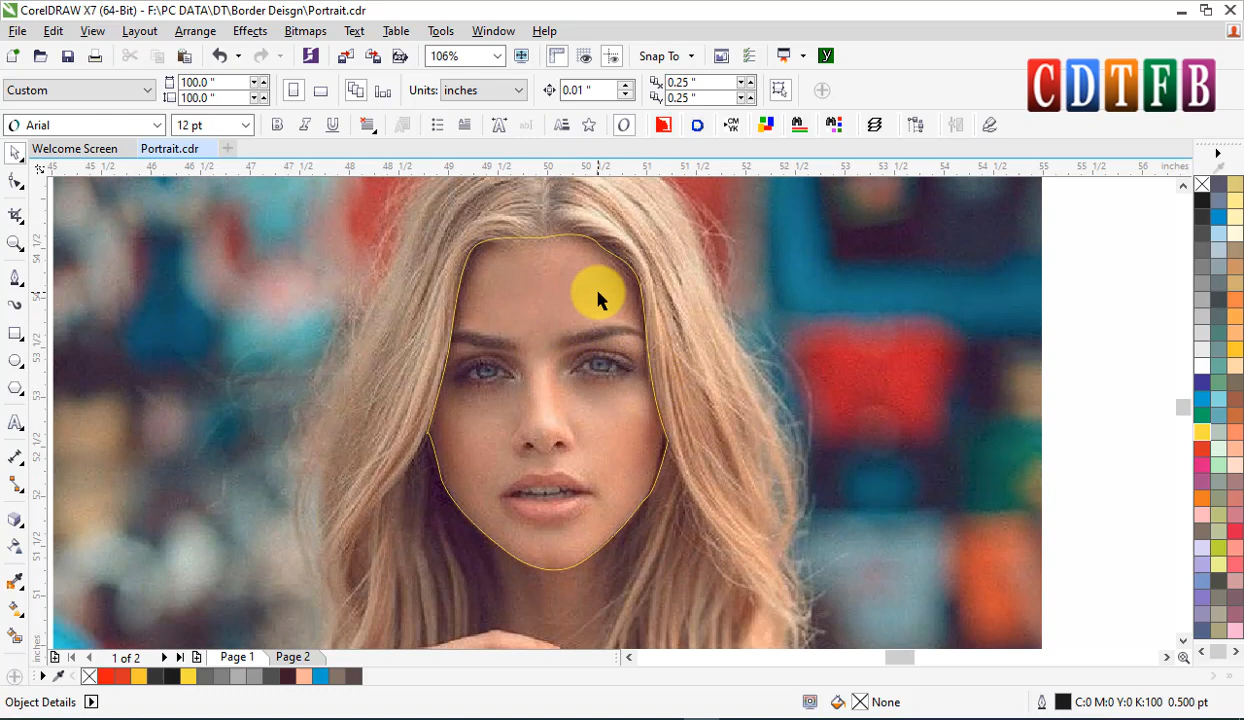 CorelDRAW X7 (64-Bit) - F:\PC DATA\DT\Border Deisgn\Portrait.cdr
File Edit View Layout Arrange Effects Bitmaps Text Table Tools Window Help
106% Snap To
Custom 100.0 " 100.0 " Units: inches 0.01 " 0.25 " 0.25 "
CDTFB
Arial 12 pt B I U ab| A O CM YK
Welcome Screen Portrait.cdr
45 45 1/2 46 46 1/2 47 47 1/2 48 48 1/2 49 49 1/2 50 50 1/2 51 51 1/2 52 52 1/2 53 53 1/2 54 54 1/2 55 55 1/2 56 inches
54 1/2
54
53 1/2
53
52 1/2
52
51 1/2
51
inches
1 of 2 Page 1 Page 2
Object Details None C:0 M:0 Y:0 K:100 0.500 pt